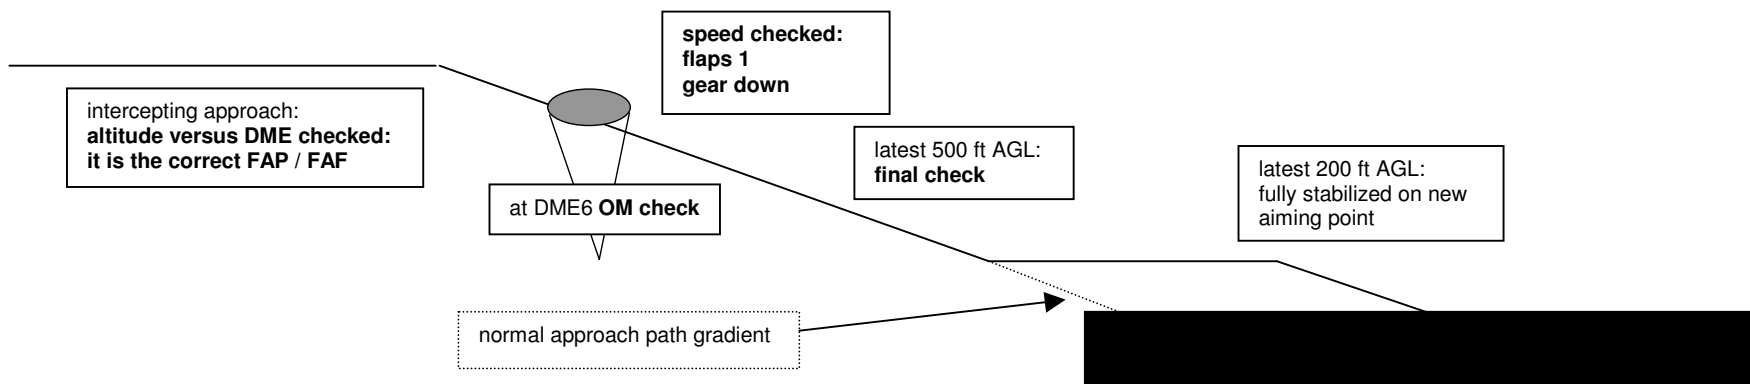 speed checked:
flaps 1
gear down
intercepting approach:
altitude versus DME checked:
it is the correct FAP / FAF
latest 500 ft AGL:
final check
latest 200 ft AGL:
fully stabilized on new
aiming point
at DME6 OM check
normal approach path gradient